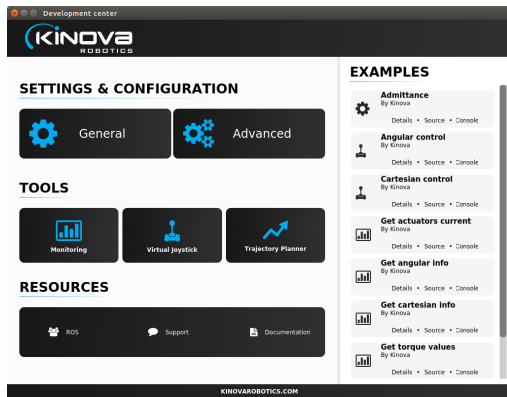 Development center
KINOVA
ROBOTICS
SETTINGS & CONFIGURATION
General
Advanced
TOOLS
Monitoring
Virtual Joystick
Trajectory Planner
RESOURCES
ROS
Support
Documentation
EXAMPLES
Admittance
By Kinova
Details • Source • Console
Angular control
By Kinova
Details • Source • Console
Cartesian control
By Kinova
Details • Source • Console
Get actuators current
By Kinova
Details • Source • Console
Get angular info
By Kinova
Details • Source • Console
Get cartesian info
By Kinova
Details • Source • Console
Get torque values
By Kinova
Details • Source • Console
KINOVAROBOTICS.COM